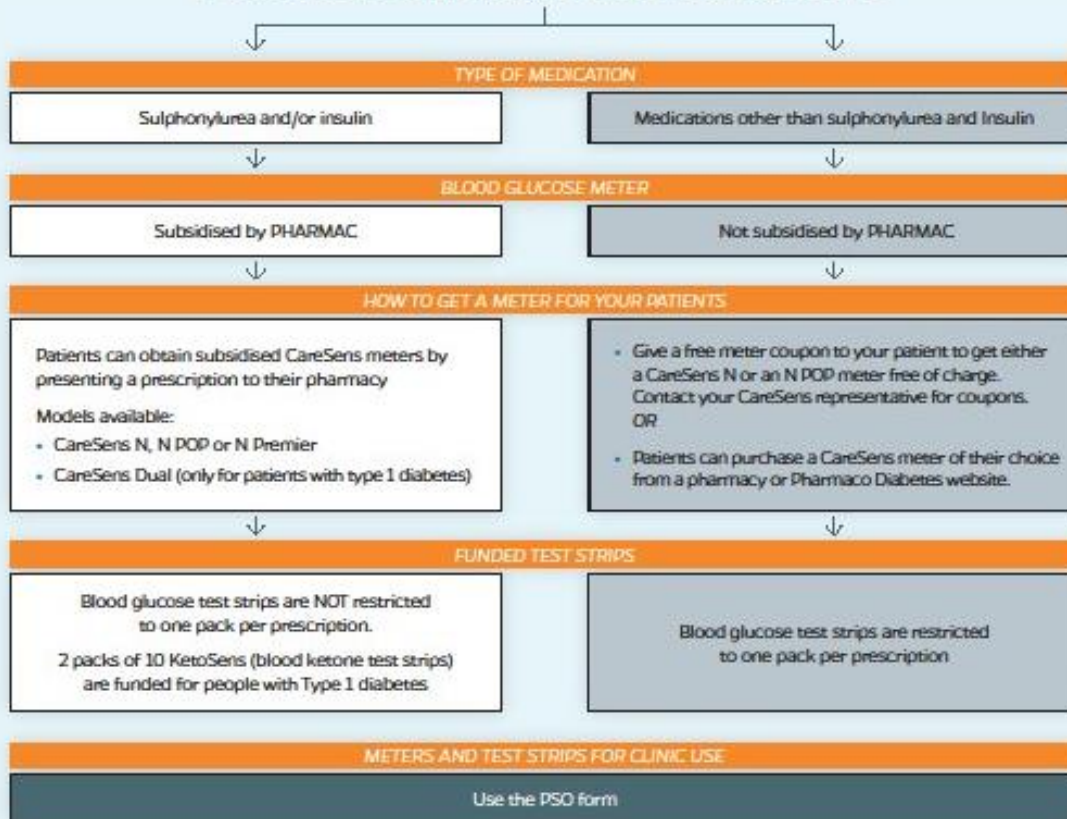 TYPE OF MEDICATION
Sulphonylurea and/or insulin
Medications other than sulphonylurea and Insulin
BLOOD GLUCOSE METER
Subsidised by PHARMAC
Not subsidised by PHARMAC
HOW TO GET A METER FOR YOUR PATIENTS
Patients can obtain subsidised CareSens meters by
presenting a prescription to their pharmacy
Models available:
• CareSens N, N POP or N Premier
• CareSens Dual (only for patients with type 1 diabetes)
• Give a free meter coupon to your patient to get either
a CareSens N or an N POP meter free of charge.
Contact your CareSens representative for coupons.
OR
• Patients can purchase a CareSens meter of their choice
from a pharmacy or Pharmaco Diabetes website.
FUNDED TEST STRIPS
Blood glucose test strips are NOT restricted
to one pack per prescription.
2 packs of 10 KetoSens (blood ketone test strips)
are funded for people with Type 1 diabetes
Blood glucose test strips are restricted
to one pack per prescription
METERS AND TEST STRIPS FOR CLINIC USE
Use the PSO form